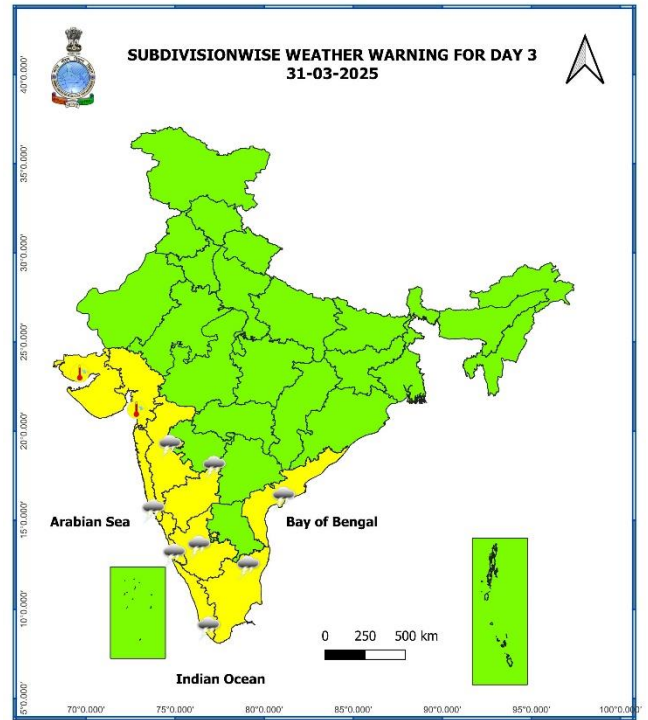 SUBDIVISIONWISE WEATHER WARNING FOR DAY 3
31-03-2025
40°0.000'
35°0.000'
30°0.000'
25°0.000'
20°0.000'
15°0.000'
10°0.000'
5°0.000'
Arabian Sea
Bay of Bengal
0 250 500 km
Indian Ocean
70°0.000' 75°0.000' 80°0.000' 85°0.000' 90°0.000' 95°0.000' 100°0.000'